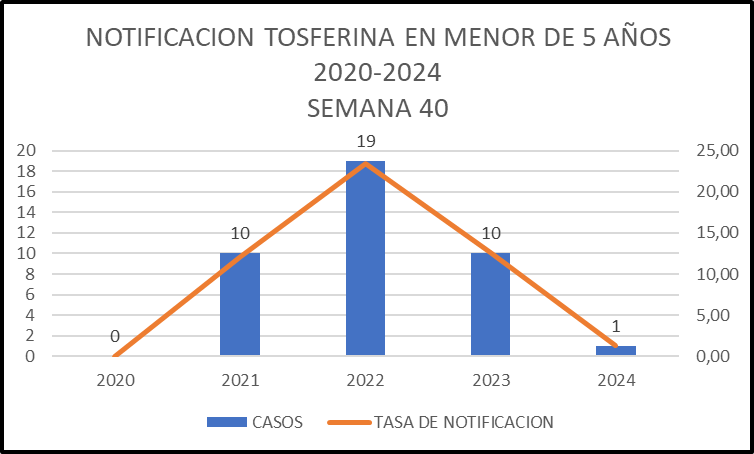 NOTIFICACION TOSFERINA EN MENOR DE 5 AÑOS
2020-2024
SEMANA 40
20 19 25,00
18
16 20,00
14
12 15,00
10 10 10 10,00
8
6
4 5,00
2 0 1
0 0,00
2020 2021 2022 2023 2024
CASOS TASA DE NOTIFICACION